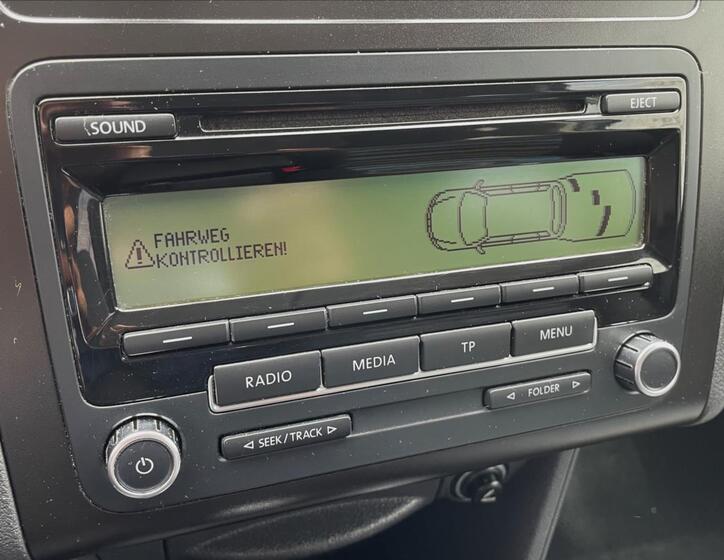 SOUND
EJECT
FAHRWEG
KONTROLLIEREN!
RADIO
MEDIA
TP
MENU
SEEK/TRACK
FOLDER